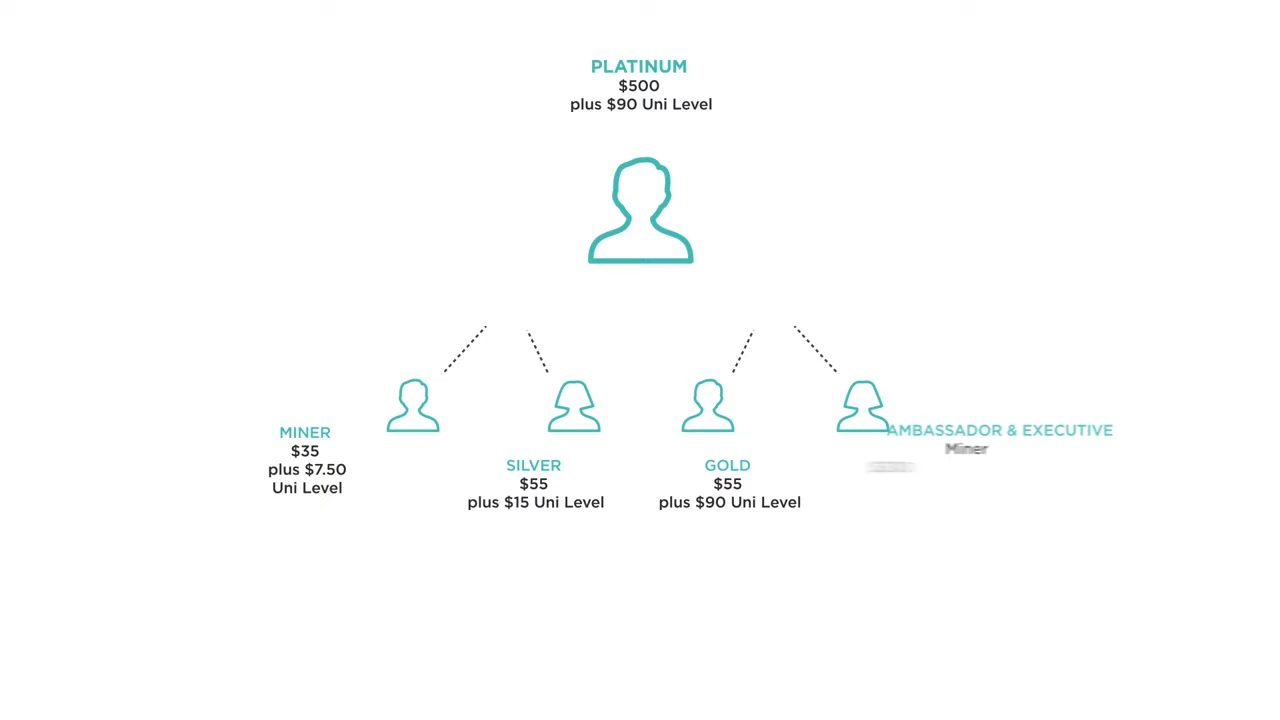 PLATINUM
$500
plus $90 Uni Level
MINER
$35
plus $7.50
Uni Level
SILVER
$55
plus $15 Uni Level
GOLD
$55
plus $90 Uni Level
AMBASSADOR & EXECUTIVE
Miner